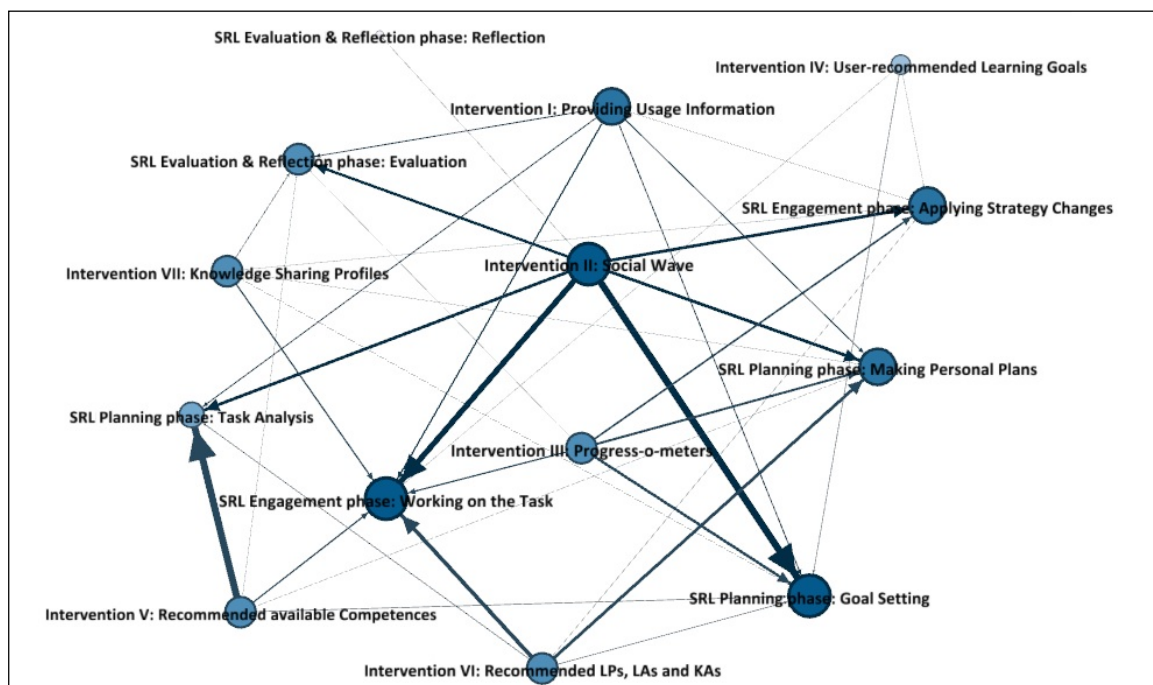 SRL Evaluation & Reflection phase: Reflection
Intervention IV: User-recommended Learning Goals
Intervention I: Providing Usage Information
SRL Evaluation & Reflection phase: Evaluation
SRL Engagement phase: Applying Strategy Changes
Intervention II: Social Wave
Intervention VII: Knowledge Sharing Profiles
SRL Planning phase: Making Personal Plans
SRL Planning phase: Task Analysis
Intervention III: Progress-o-meters
SRL Engagement phase: Working on the Task
SRL Planning phase: Goal Setting
Intervention V: Recommended available Competences
Intervention VI: Recommended LPs, LAs and KAs